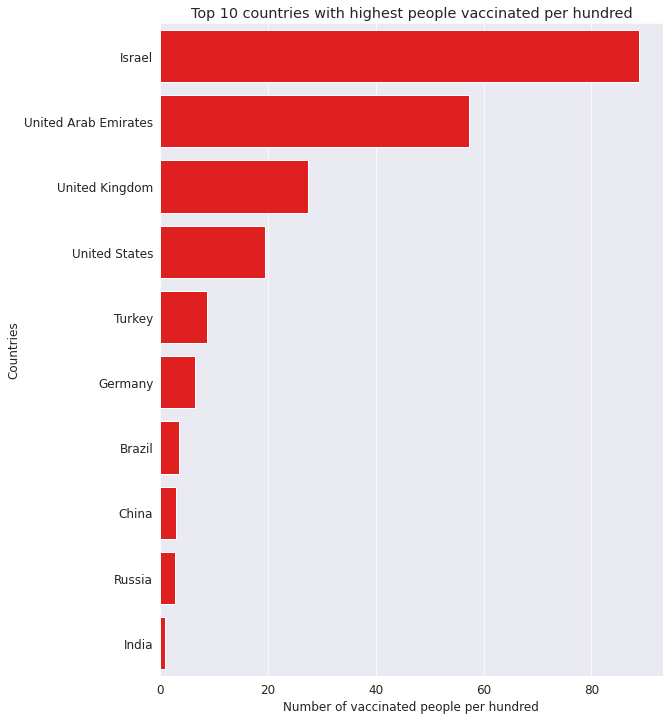 Top 10 countries with highest people vaccinated per hundred
Israel
United Arab Emirates
United Kingdom
United States
Turkey
Germany
Brazil
China
Russia
India
Countries
0 20 40 60 80
Number of vaccinated people per hundred